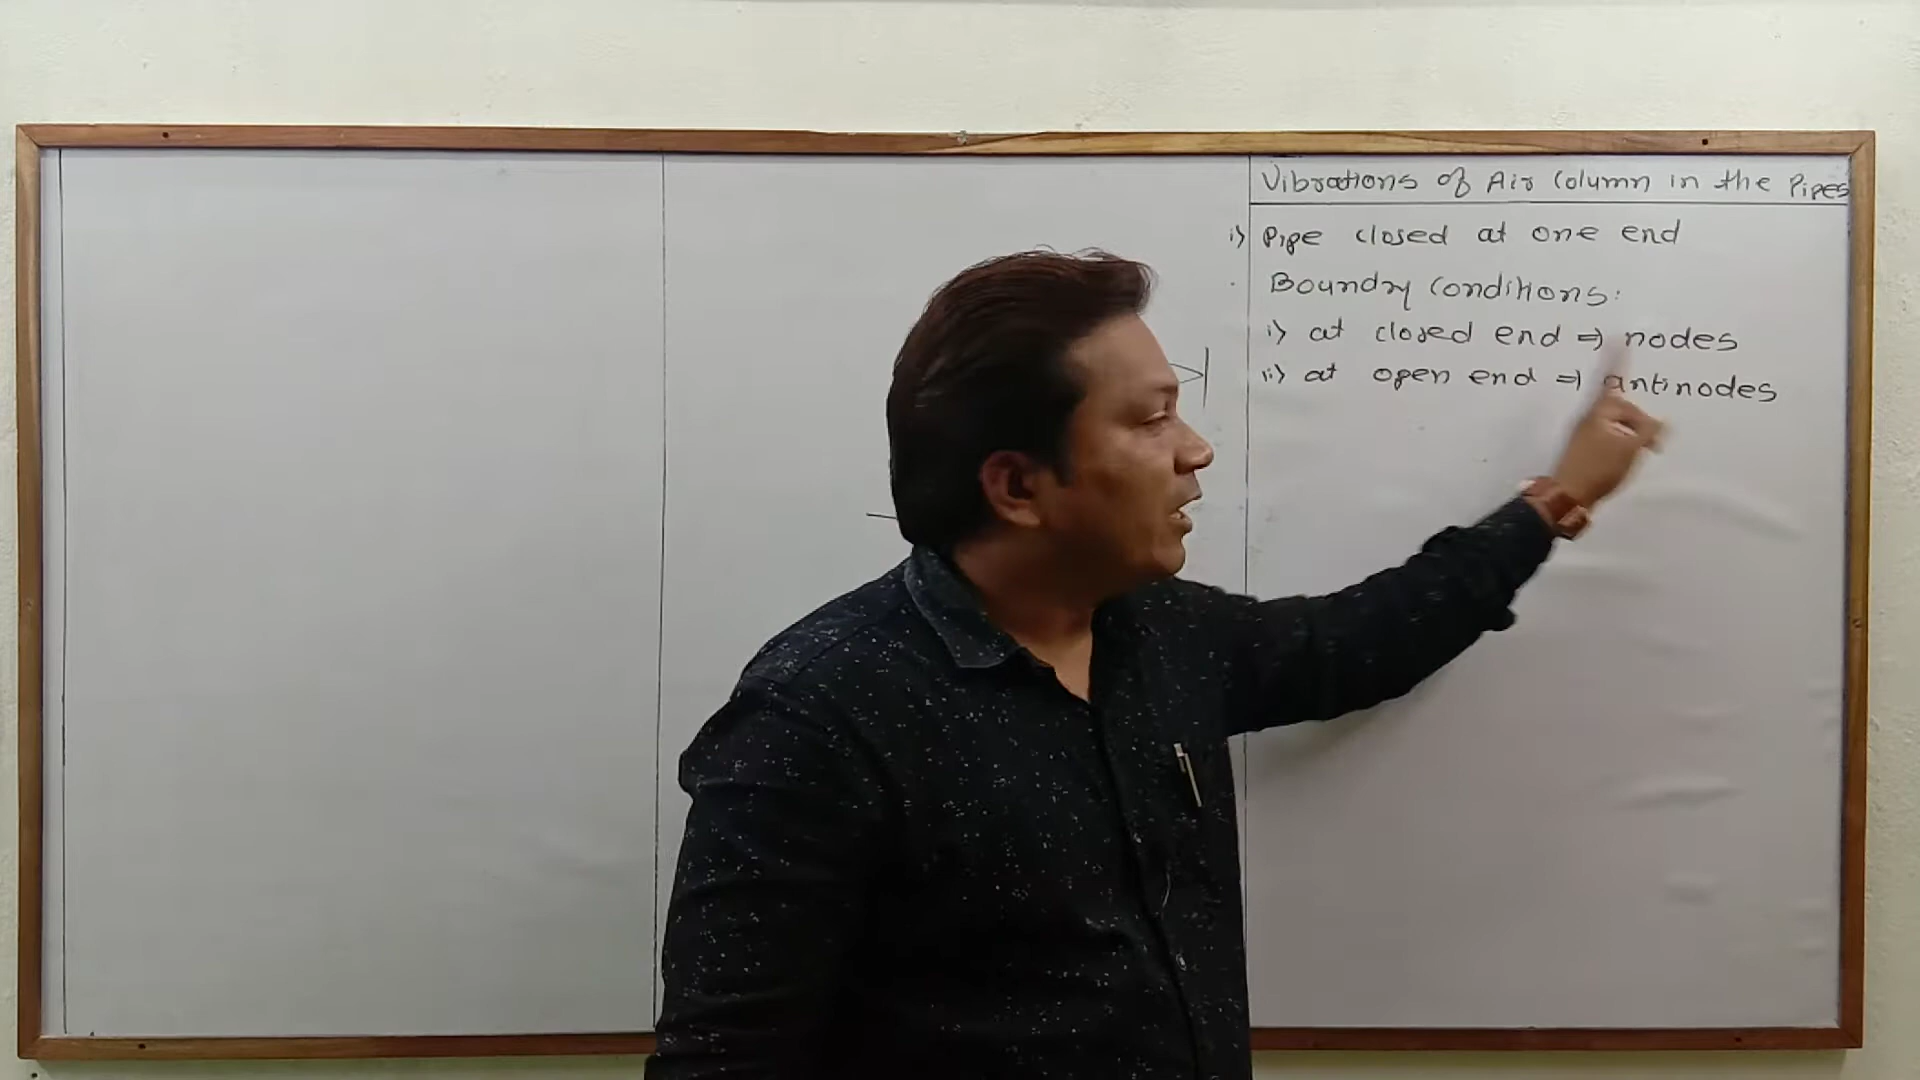 Vibrations of Air Column in the Pipes
i) Pipe closed at one end
· Boundry Conditions:
i) at closed end ⇒ nodes
ii) at open end ⇒ antinodes